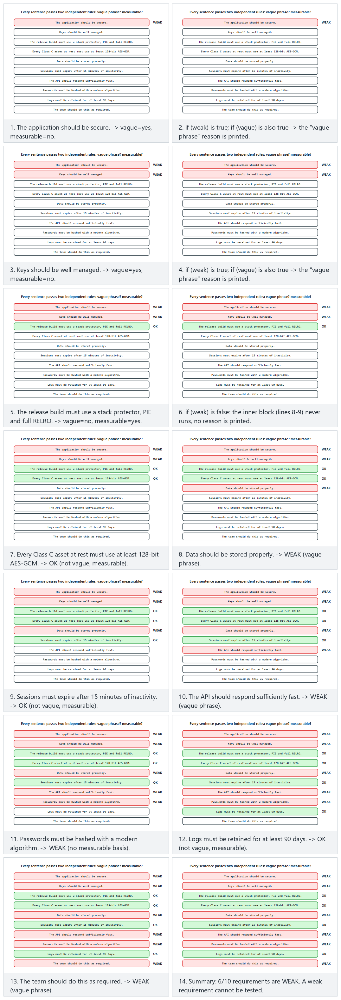 Every sentence passes two independent rules: vague phrase? measurable?
The application should be secure. WEAK
Keys should be well managed.
The release build must use a stack protector, PIE and full RELRO.
Every Class C asset at rest must use at least 128-bit AES-GCM.
Data should be stored properly.
Sessions must expire after 15 minutes of inactivity.
The API should respond sufficiently fast.
Passwords must be hashed with a modern algorithm.
Logs must be retained for at least 90 days.
The team should do this as required.
1. The application should be secure. -> vague=yes,
measurable=no.
Every sentence passes two independent rules: vague phrase? measurable?
The application should be secure. WEAK
Keys should be well managed.
The release build must use a stack protector, PIE and full RELRO.
Every Class C asset at rest must use at least 128-bit AES-GCM.
Data should be stored properly.
Sessions must expire after 15 minutes of inactivity.
The API should respond sufficiently fast.
Passwords must be hashed with a modern algorithm.
Logs must be retained for at least 90 days.
The team should do this as required.
2. if (weak) is true; if (vague) is also true -> the "vague
phrase" reason is printed.
Every sentence passes two independent rules: vague phrase? measurable?
The application should be secure. WEAK
Keys should be well managed. WEAK
The release build must use a stack protector, PIE and full RELRO.
Every Class C asset at rest must use at least 128-bit AES-GCM.
Data should be stored properly.
Sessions must expire after 15 minutes of inactivity.
The API should respond sufficiently fast.
Passwords must be hashed with a modern algorithm.
Logs must be retained for at least 90 days.
The team should do this as required.
3. Keys should be well managed. -> vague=yes,
measurable=no.
Every sentence passes two independent rules: vague phrase? measurable?
The application should be secure. WEAK
Keys should be well managed. WEAK
The release build must use a stack protector, PIE and full RELRO.
Every Class C asset at rest must use at least 128-bit AES-GCM.
Data should be stored properly.
Sessions must expire after 15 minutes of inactivity.
The API should respond sufficiently fast.
Passwords must be hashed with a modern algorithm.
Logs must be retained for at least 90 days.
The team should do this as required.
4. if (weak) is true; if (vague) is also true -> the "vague
phrase" reason is printed.
Every sentence passes two independent rules: vague phrase? measurable?
The application should be secure. WEAK
Keys should be well managed. WEAK
The release build must use a stack protector, PIE and full RELRO. OK
Every Class C asset at rest must use at least 128-bit AES-GCM.
Data should be stored properly.
Sessions must expire after 15 minutes of inactivity.
The API should respond sufficiently fast.
Passwords must be hashed with a modern algorithm.
Logs must be retained for at least 90 days.
The team should do this as required.
5. The release build must use a stack protector, PIE
and full RELRO. -> vague=no, measurable=yes.
Every sentence passes two independent rules: vague phrase? measurable?
The application should be secure. WEAK
Keys should be well managed. WEAK
The release build must use a stack protector, PIE and full RELRO. OK
Every Class C asset at rest must use at least 128-bit AES-GCM.
Data should be stored properly.
Sessions must expire after 15 minutes of inactivity.
The API should respond sufficiently fast.
Passwords must be hashed with a modern algorithm.
Logs must be retained for at least 90 days.
The team should do this as required.
6. if (weak) is false: the inner block (lines 8-9) never
runs, no reason is printed.
Every sentence passes two independent rules: vague phrase? measurable?
The application should be secure. WEAK
Keys should be well managed. WEAK
The release build must use a stack protector, PIE and full RELRO. OK
Every Class C asset at rest must use at least 128-bit AES-GCM. OK
Data should be stored properly.
Sessions must expire after 15 minutes of inactivity.
The API should respond sufficiently fast.
Passwords must be hashed with a modern algorithm.
Logs must be retained for at least 90 days.
The team should do this as required.
7. Every Class C asset at rest must use at least 128-bit
AES-GCM. -> OK (not vague, measurable).
Every sentence passes two independent rules: vague phrase? measurable?
The application should be secure. WEAK
Keys should be well managed. WEAK
The release build must use a stack protector, PIE and full RELRO. OK
Every Class C asset at rest must use at least 128-bit AES-GCM. OK
Data should be stored properly. WEAK
Sessions must expire after 15 minutes of inactivity.
The API should respond sufficiently fast.
Passwords must be hashed with a modern algorithm.
Logs must be retained for at least 90 days.
The team should do this as required.
8. Data should be stored properly. -> WEAK (vague
phrase).
Every sentence passes two independent rules: vague phrase? measurable?
The application should be secure. WEAK
Keys should be well managed. WEAK
The release build must use a stack protector, PIE and full RELRO. OK
Every Class C asset at rest must use at least 128-bit AES-GCM. OK
Data should be stored properly. WEAK
Sessions must expire after 15 minutes of inactivity. OK
The API should respond sufficiently fast.
Passwords must be hashed with a modern algorithm.
Logs must be retained for at least 90 days.
The team should do this as required.
9. Sessions must expire after 15 minutes of inactivity.
-> OK (not vague, measurable).
Every sentence passes two independent rules: vague phrase? measurable?
The application should be secure. WEAK
Keys should be well managed. WEAK
The release build must use a stack protector, PIE and full RELRO. OK
Every Class C asset at rest must use at least 128-bit AES-GCM. OK
Data should be stored properly. WEAK
Sessions must expire after 15 minutes of inactivity. OK
The API should respond sufficiently fast. WEAK
Passwords must be hashed with a modern algorithm.
Logs must be retained for at least 90 days.
The team should do this as required.
10. The API should respond sufficiently fast. -> WEAK
(vague phrase).
Every sentence passes two independent rules: vague phrase? measurable?
The application should be secure. WEAK
Keys should be well managed. WEAK
The release build must use a stack protector, PIE and full RELRO. OK
Every Class C asset at rest must use at least 128-bit AES-GCM. OK
Data should be stored properly. WEAK
Sessions must expire after 15 minutes of inactivity. OK
The API should respond sufficiently fast. WEAK
Passwords must be hashed with a modern algorithm. WEAK
Logs must be retained for at least 90 days.
The team should do this as required.
11. Passwords must be hashed with a modern
algorithm. -> WEAK (no measurable basis).
Every sentence passes two independent rules: vague phrase? measurable?
The application should be secure. WEAK
Keys should be well managed. WEAK
The release build must use a stack protector, PIE and full RELRO. OK
Every Class C asset at rest must use at least 128-bit AES-GCM. OK
Data should be stored properly. WEAK
Sessions must expire after 15 minutes of inactivity. OK
The API should respond sufficiently fast. WEAK
Passwords must be hashed with a modern algorithm. WEAK
Logs must be retained for at least 90 days. OK
The team should do this as required.
12. Logs must be retained for at least 90 days. -> OK
(not vague, measurable).
Every sentence passes two independent rules: vague phrase? measurable?
The application should be secure. WEAK
Keys should be well managed. WEAK
The release build must use a stack protector, PIE and full RELRO. OK
Every Class C asset at rest must use at least 128-bit AES-GCM. OK
Data should be stored properly. WEAK
Sessions must expire after 15 minutes of inactivity. OK
The API should respond sufficiently fast. WEAK
Passwords must be hashed with a modern algorithm. WEAK
Logs must be retained for at least 90 days. OK
The team should do this as required. WEAK
13. The team should do this as required. -> WEAK
(vague phrase).
Every sentence passes two independent rules: vague phrase? measurable?
The application should be secure. WEAK
Keys should be well managed. WEAK
The release build must use a stack protector, PIE and full RELRO. OK
Every Class C asset at rest must use at least 128-bit AES-GCM. OK
Data should be stored properly. WEAK
Sessions must expire after 15 minutes of inactivity. OK
The API should respond sufficiently fast. WEAK
Passwords must be hashed with a modern algorithm. WEAK
Logs must be retained for at least 90 days. OK
The team should do this as required. WEAK
14. Summary: 6/10 requirements are WEAK. A weak
requirement cannot be tested.